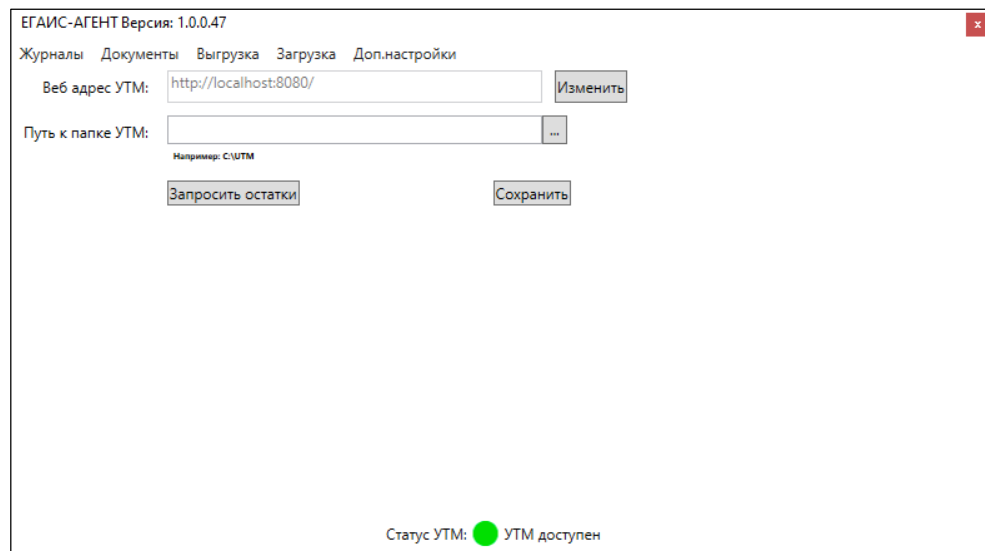 ЕГАИС-АГЕНТ Версия: 1.0.0.47
x
Журналы Документы Выгрузка Загрузка Доп.настройки
Веб адрес УТМ: http://localhost:8080/ Изменить
Путь к папке УТМ: ...
Например: C:\UTM
Запросить остатки Сохранить
Статус УТМ: УТМ доступен